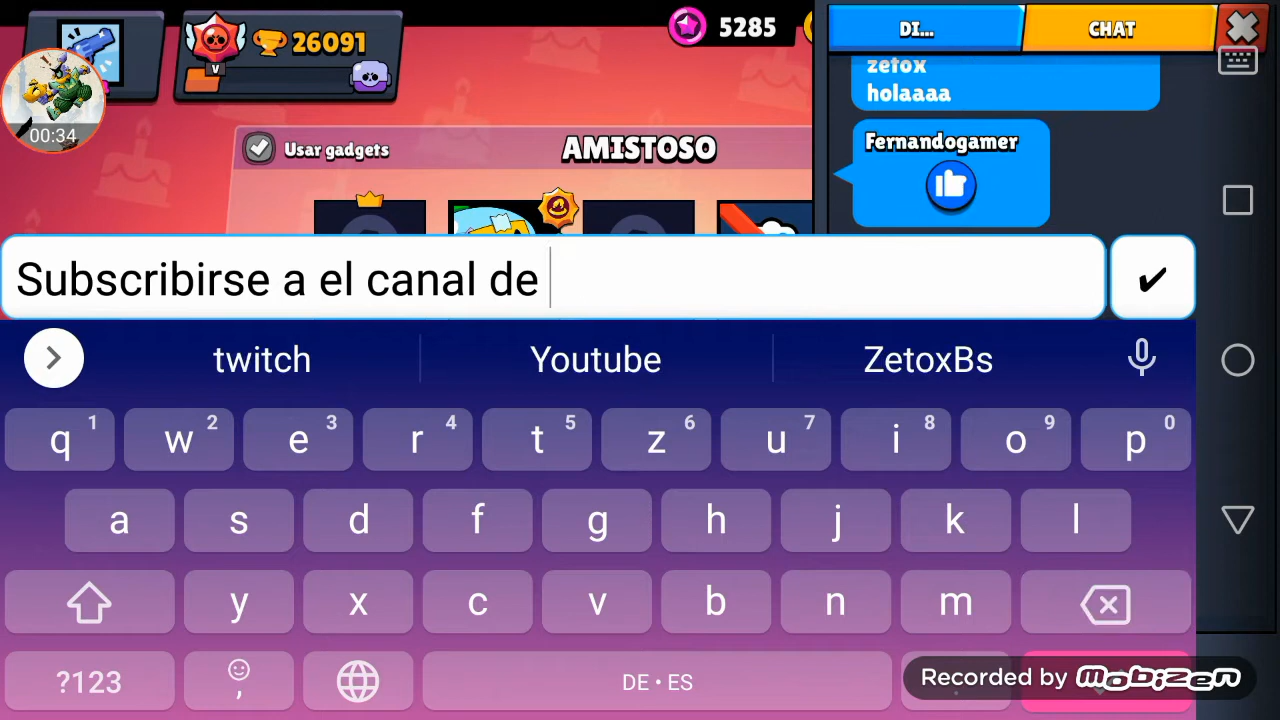 26091
V
5285
DI...
CHAT
00:34
zetox
holaaaa
Usar gadgets
AMISTOSO
Fernandogamer
Subscribirse a el canal de
twitch
Youtube
ZetoxBs
q 1 w 2 e 3 r 4 t 5 z 6 u 7 i 8 o 9 p 0
a s d f g h j k l
y x c v b n m
?123 , DE • ES .
Recorded by mobizen